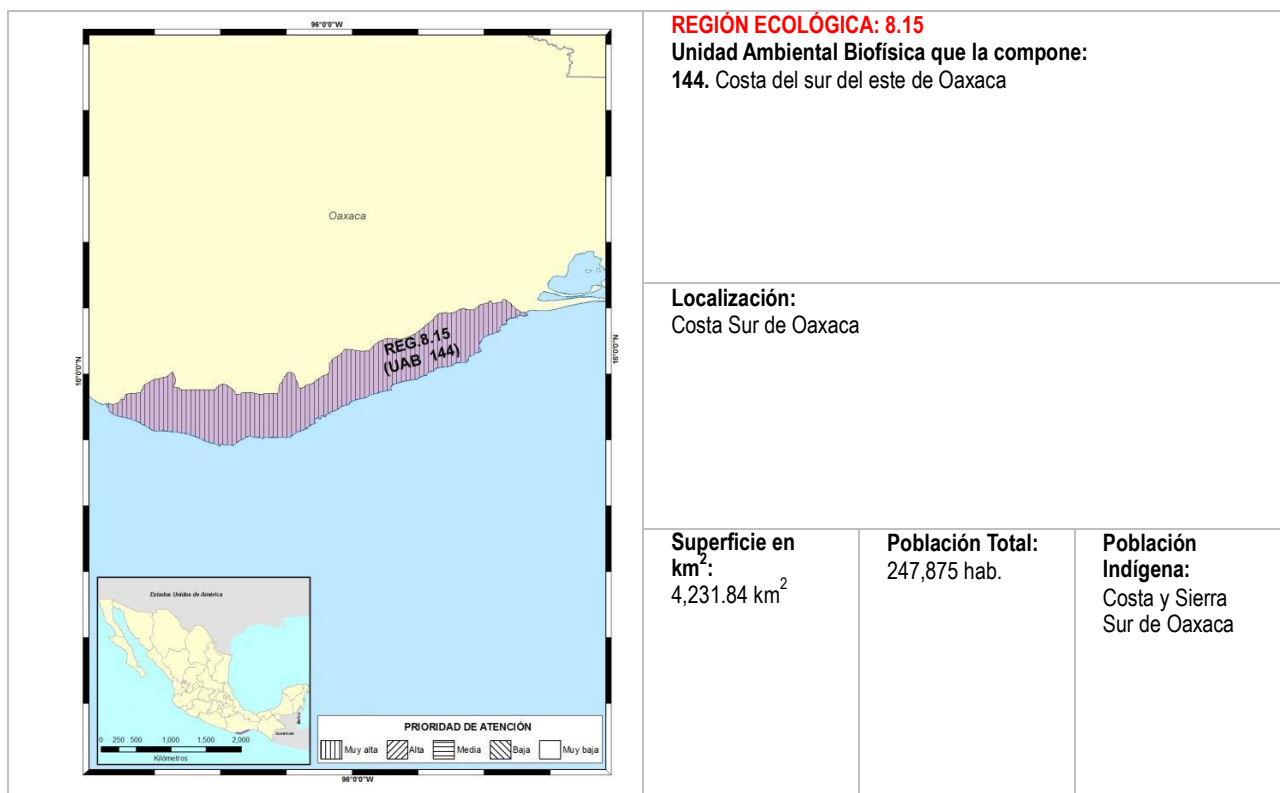 96°0'0"W
Oaxaca
REG.8.15
(UAB 144)
16°0'0"N
16°0'0"N
Estados Unidos de América
Belice
0 250 500 1,000 1,500 2,000
Kilómetros
PRIORIDAD DE ATENCIÓN
Muy alta Alta Media Baja Muy baja
96°0'0"W
REGIÓN ECOLÓGICA: 8.15
Unidad Ambiental Biofísica que la compone:
144. Costa del sur del este de Oaxaca
Localización:
Costa Sur de Oaxaca
Superficie en
km²:
4,231.84 km²
Población Total:
247,875 hab.
Población
Indígena:
Costa y Sierra
Sur de Oaxaca